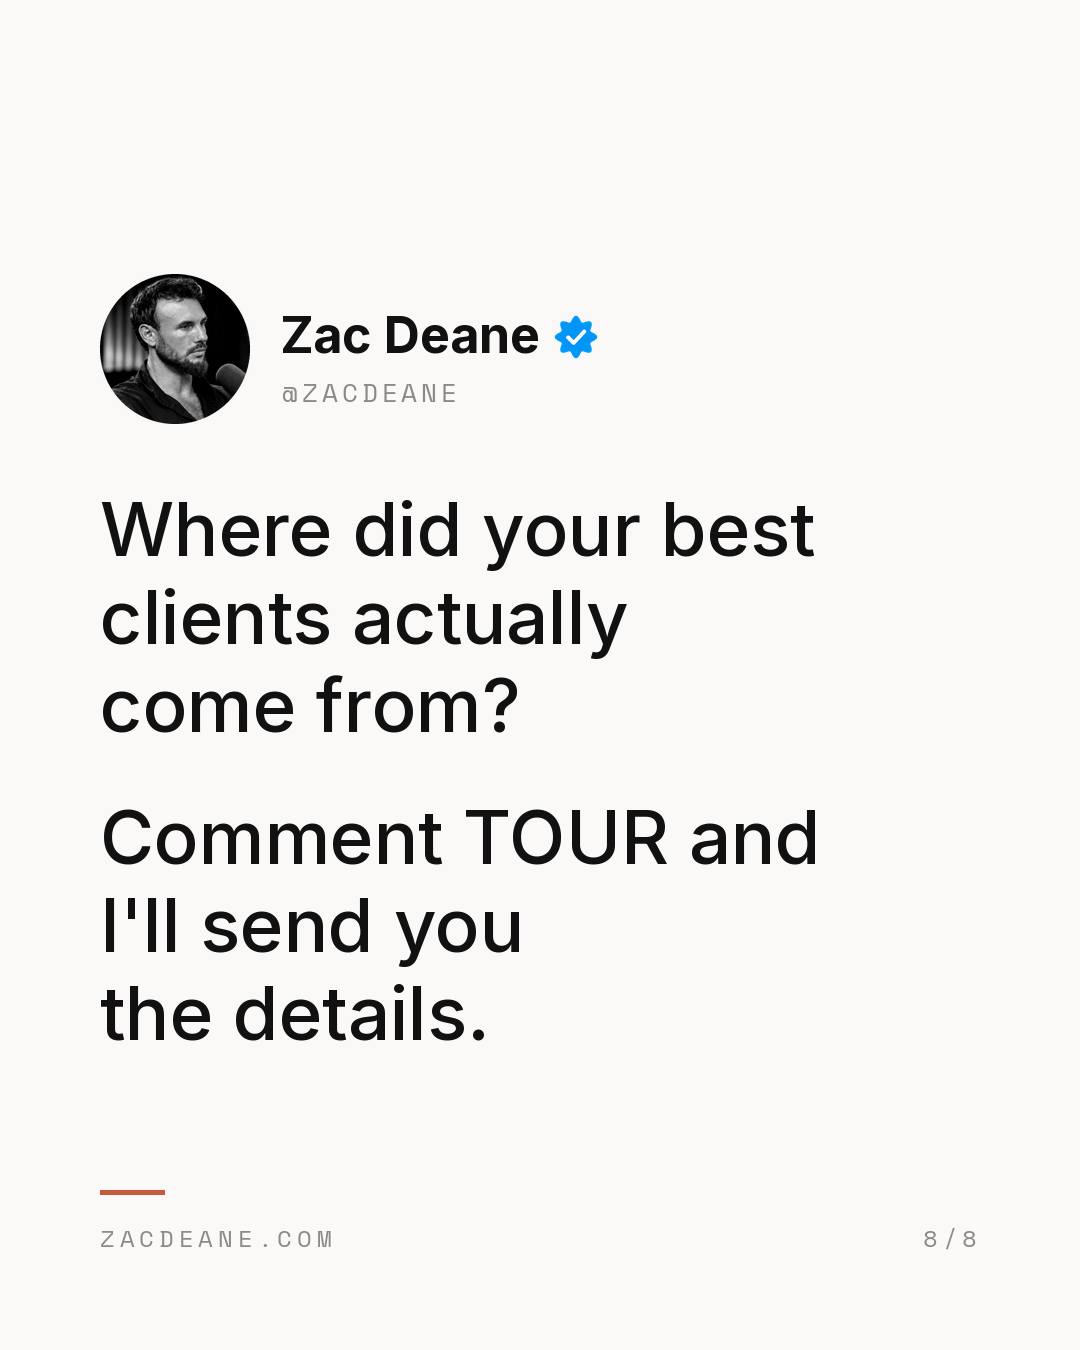 Zac Deane
@ZACDEANE
Where did your best
clients actually
come from?
Comment TOUR and
I'll send you
the details.
ZACDEANE.COM
8/8